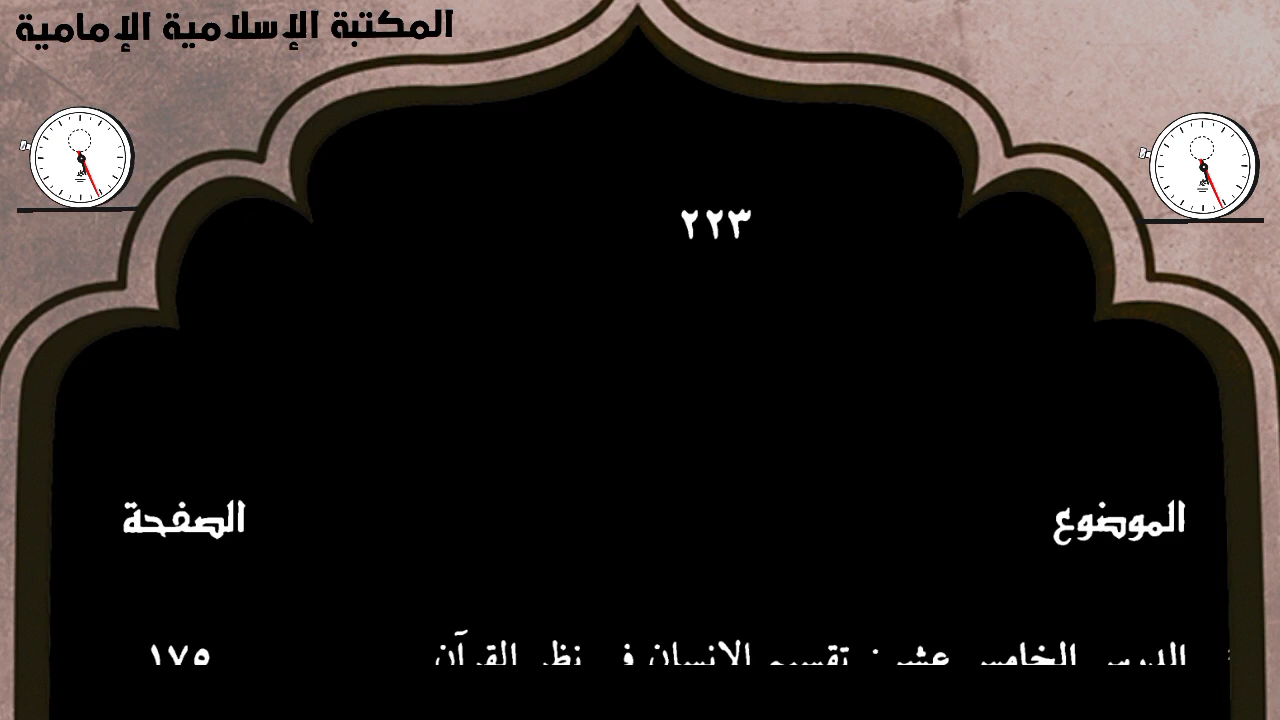 المكتبة الإسلامية الإمامية
٢٢٣
الموضوع الصفحة
الدرس الخامس عشر : تقسيم الانسان في نظر القرآن ١٧٥